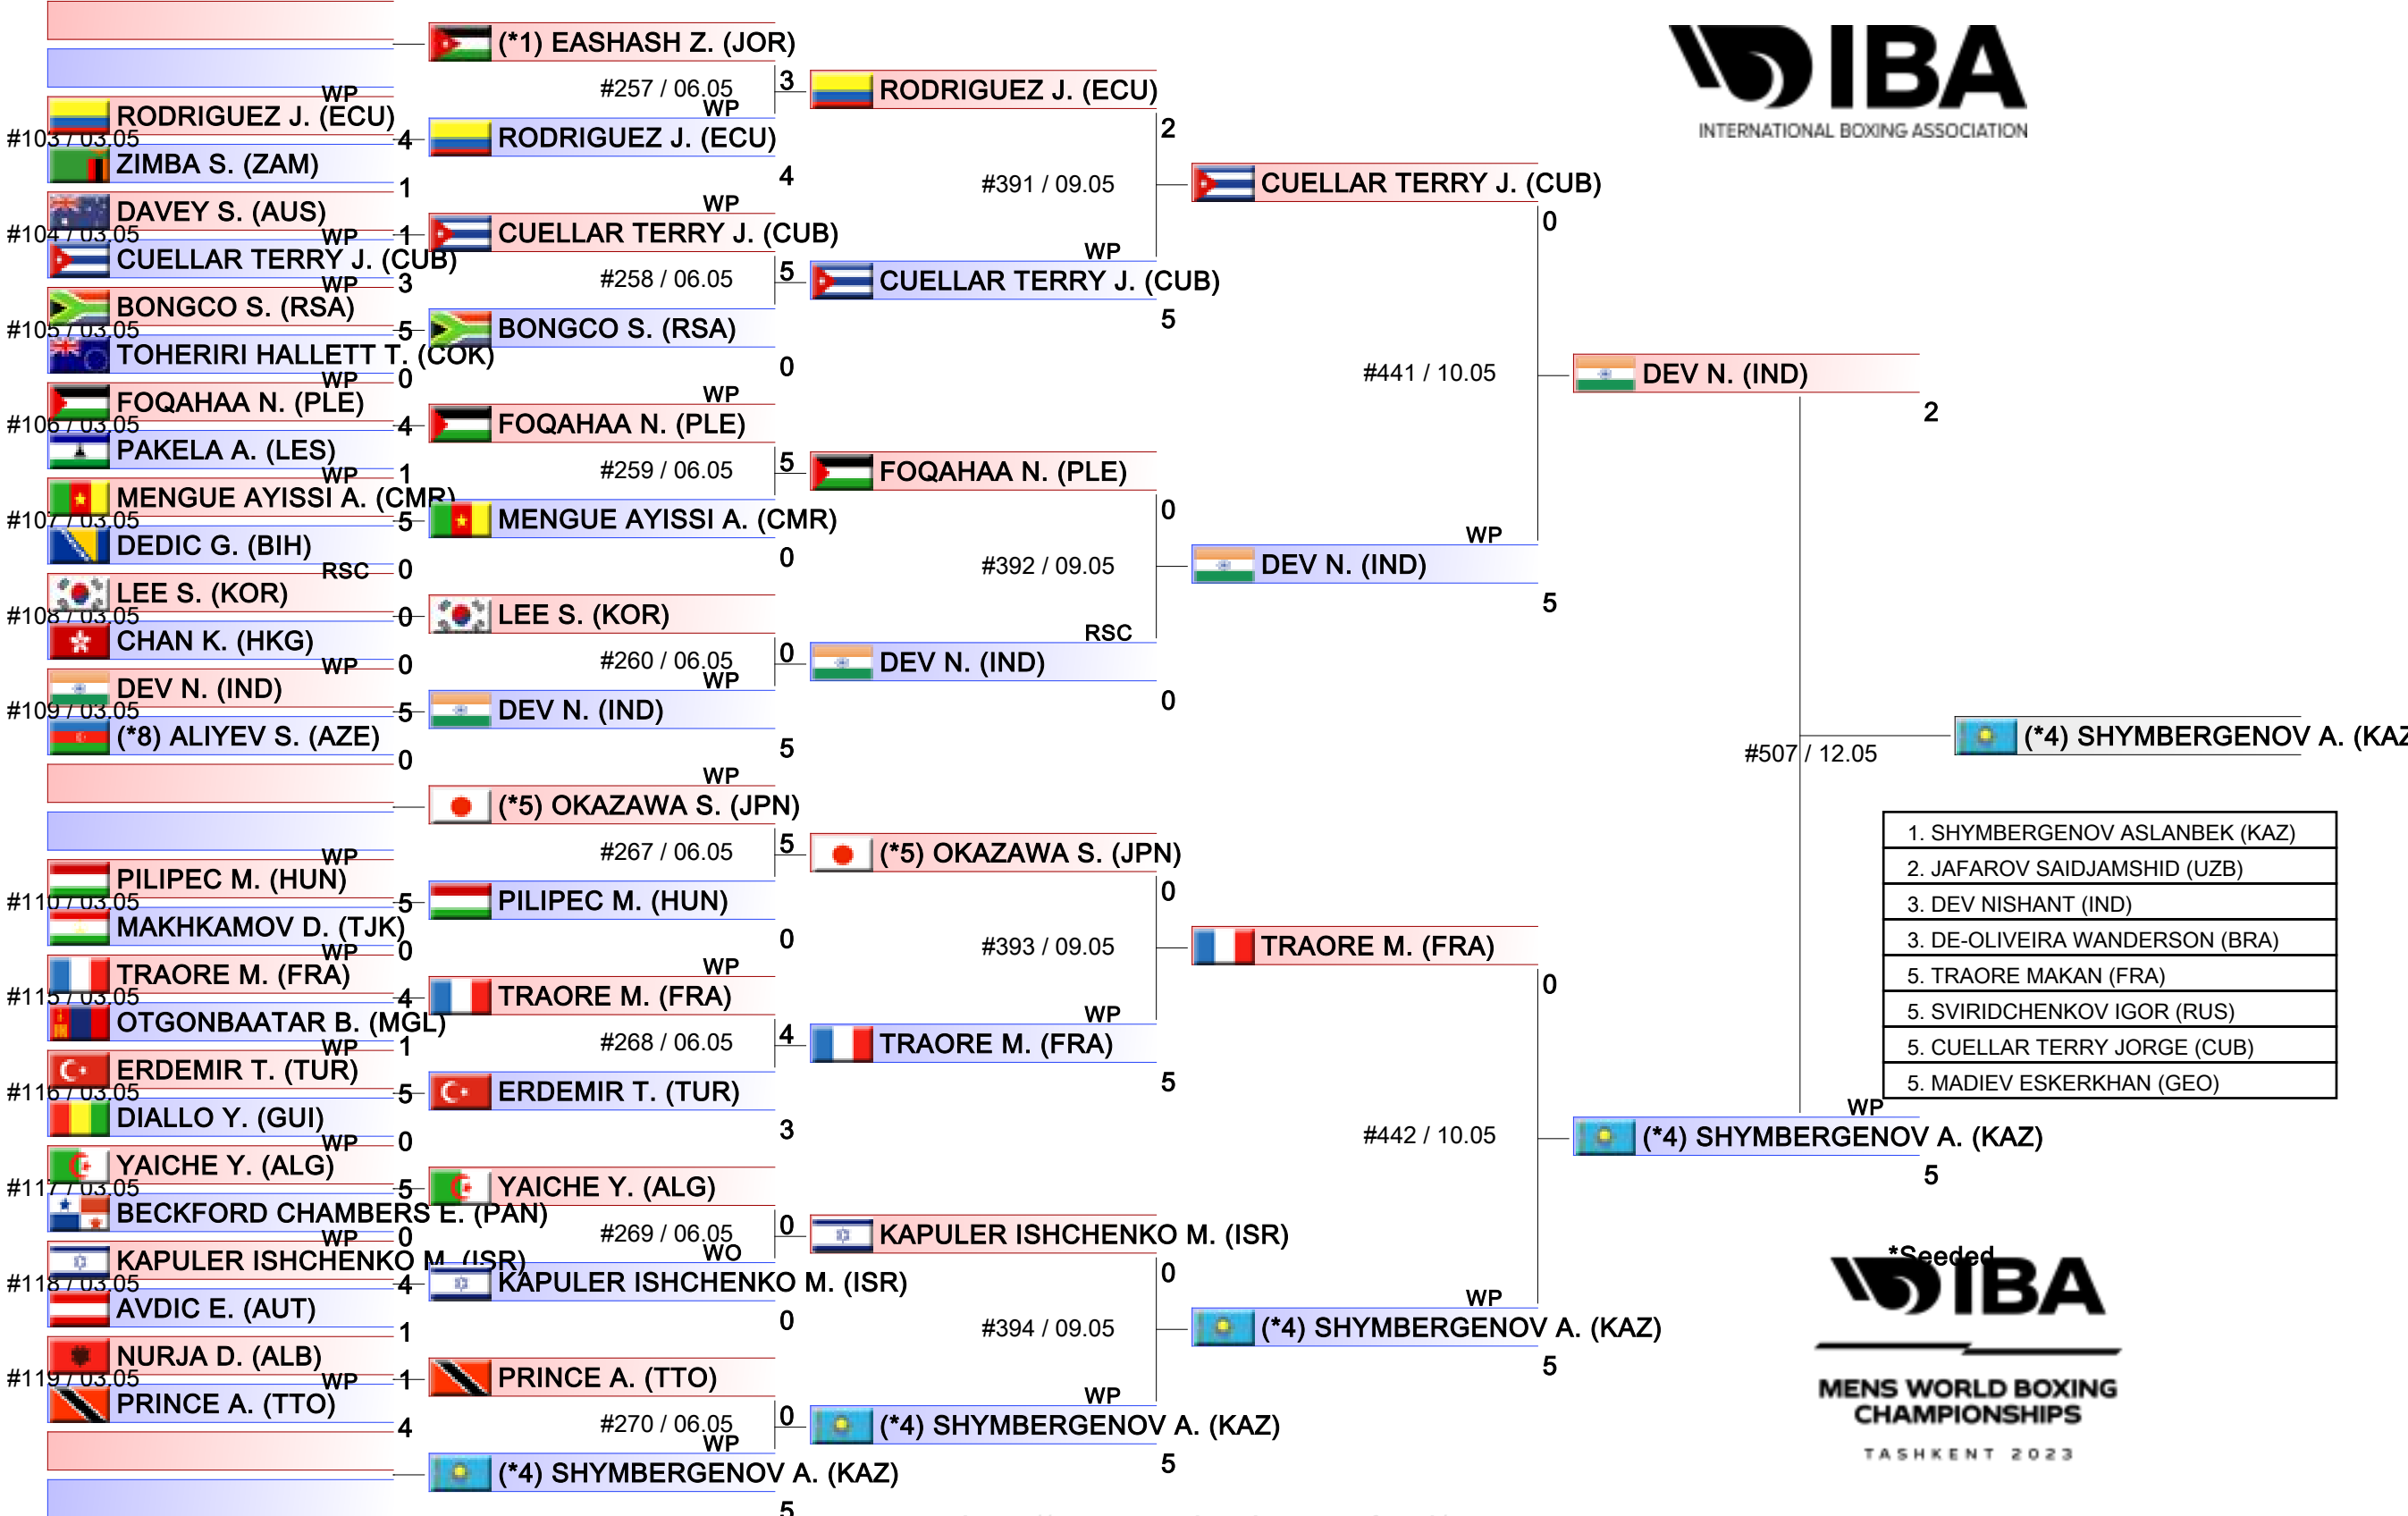 (*1) EASHASH Z. (JOR)
#257 / 06.05
3
WP
RODRIGUEZ J. (ECU)
4
WP
RODRIGUEZ J. (ECU)
4
#103 / 03.05
ZIMBA S. (ZAM)
1
DAVEY S. (AUS)
1
#104 / 03.05
WP
CUELLAR TERRY J. (CUB)
3
WP
BONGCO S. (RSA)
5
#105 / 03.05
TOHERIRI HALLETT T. (COK)
0
WP
FOQAHAA N. (PLE)
4
#106 / 03.05
PAKELA A. (LES)
1
WP
MENGUE AYISSI A. (CMR)
5
#107 / 03.05
DEDIC G. (BIH)
0
RSC
LEE S. (KOR)
0
#108 / 03.05
CHAN K. (HKG)
0
WP
DEV N. (IND)
5
#109 / 03.05
(*8) ALIYEV S. (AZE)
0
WP
PILIPEC M. (HUN)
5
#110 / 03.05
MAKHKAMOV D. (TJK)
0
WP
TRAORE M. (FRA)
4
#115 / 03.05
OTGONBAATAR B. (MGL)
1
WP
ERDEMIR T. (TUR)
5
#116 / 03.05
DIALLO Y. (GUI)
0
WP
YAICHE Y. (ALG)
5
#117 / 03.05
BECKFORD CHAMBERS E. (PAN)
0
WP
KAPULER ISHCHENKO M. (ISR)
4
#118 / 03.05
AVDIC E. (AUT)
1
NURJA D. (ALB)
1
#119 / 03.05
WP
PRINCE A. (TTO)
4
WP
CUELLAR TERRY J. (CUB)
5
#258 / 06.05
BONGCO S. (RSA)
0
WP
FOQAHAA N. (PLE)
5
#259 / 06.05
MENGUE AYISSI A. (CMR)
0
LEE S. (KOR)
0
#260 / 06.05
WP
DEV N. (IND)
5
WP
(*5) OKAZAWA S. (JPN)
5
#267 / 06.05
PILIPEC M. (HUN)
0
WP
TRAORE M. (FRA)
4
#268 / 06.05
ERDEMIR T. (TUR)
3
YAICHE Y. (ALG)
0
#269 / 06.05
WO
KAPULER ISHCHENKO M. (ISR)
0
PRINCE A. (TTO)
0
#270 / 06.05
WP
(*4) SHYMBERGENOV A. (KAZ)
5
RODRIGUEZ J. (ECU)
2
#391 / 09.05
WP
CUELLAR TERRY J. (CUB)
5
FOQAHAA N. (PLE)
0
#392 / 09.05
RSC
DEV N. (IND)
0
(*5) OKAZAWA S. (JPN)
0
#393 / 09.05
WP
TRAORE M. (FRA)
5
KAPULER ISHCHENKO M. (ISR)
0
#394 / 09.05
WP
(*4) SHYMBERGENOV A. (KAZ)
5
CUELLAR TERRY J. (CUB)
0
#441 / 10.05
WP
DEV N. (IND)
5
TRAORE M. (FRA)
0
#442 / 10.05
WP
(*4) SHYMBERGENOV A. (KAZ)
5
DEV N. (IND)
2
#507 / 12.05
WP
(*4) SHYMBERGENOV A. (KAZ)
5
(*4) SHYMBERGENOV A. (KAZ
IBA
INTERNATIONAL BOXING ASSOCIATION
1. SHYMBERGENOV ASLANBEK (KAZ)
2. JAFAROV SAIDJAMSHID (UZB)
3. DEV NISHANT (IND)
3. DE-OLIVEIRA WANDERSON (BRA)
5. TRAORE MAKAN (FRA)
5. SVIRIDCHENKOV IGOR (RUS)
5. CUELLAR TERRY JORGE (CUB)
5. MADIEV ESKERKHAN (GEO)
*Seeded
IBA
MENS WORLD BOXING
CHAMPIONSHIPS
TASHKENT 2023